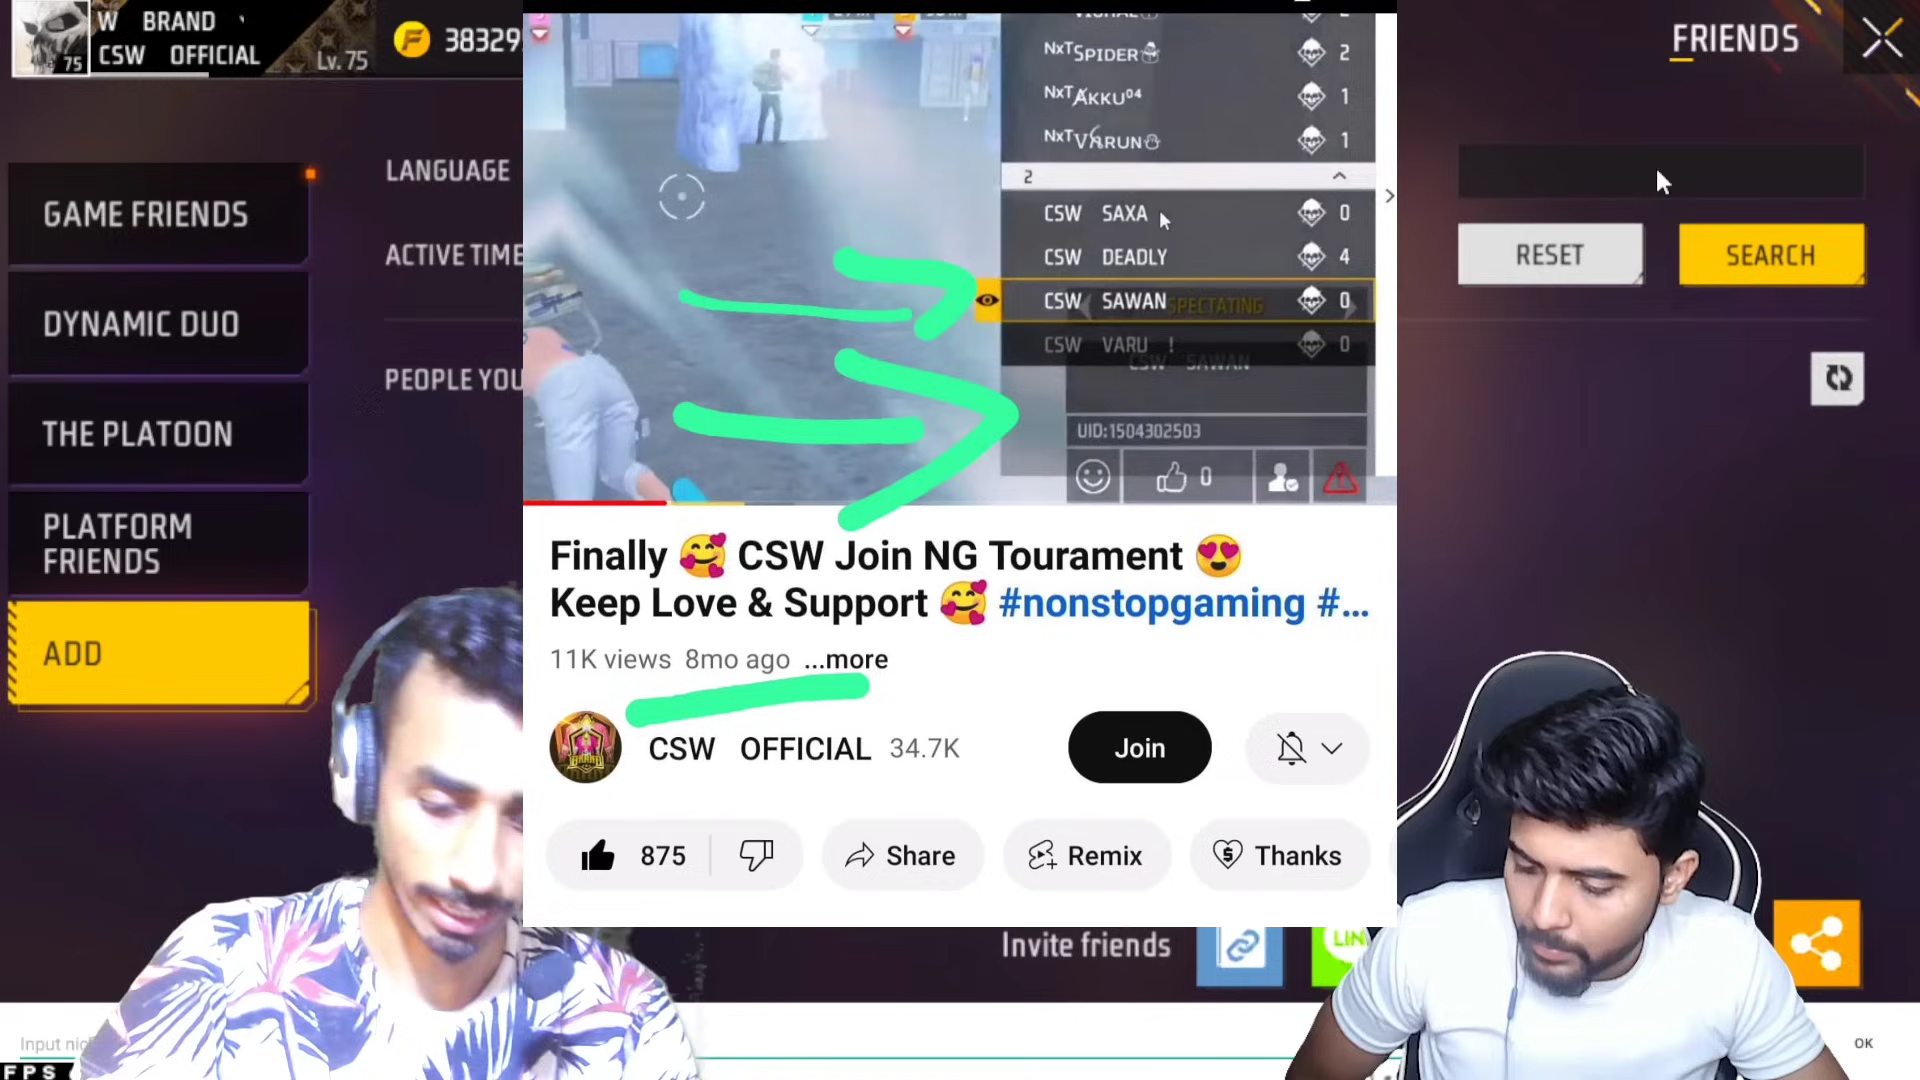 W BRAND
CSW OFFICIAL
75
Lv. 75
38329
FRIENDS
GAME FRIENDS
DYNAMIC DUO
THE PLATOON
PLATFORM
FRIENDS
ADD
LANGUAGE
ACTIVE TIME
PEOPLE YOU
RESET
SEARCH
NxTSPIDER 2
NxTAKKU04 1
NxTVARUN 1
2
CSW SAXA 0
CSW DEADLY 4
CSW SAWAN 0
SPECTATING
CSW VARU ! 0
CSW SAWAN
UID:1504302503
0
Finally 🥰 CSW Join NG Tourament 😍
Keep Love & Support 🥰 #nonstopgaming #...
11K views 8mo ago ...more
CSW OFFICIAL 34.7K
Join
875
Share
Remix
Thanks
Invite friends
Input
OK
FPS